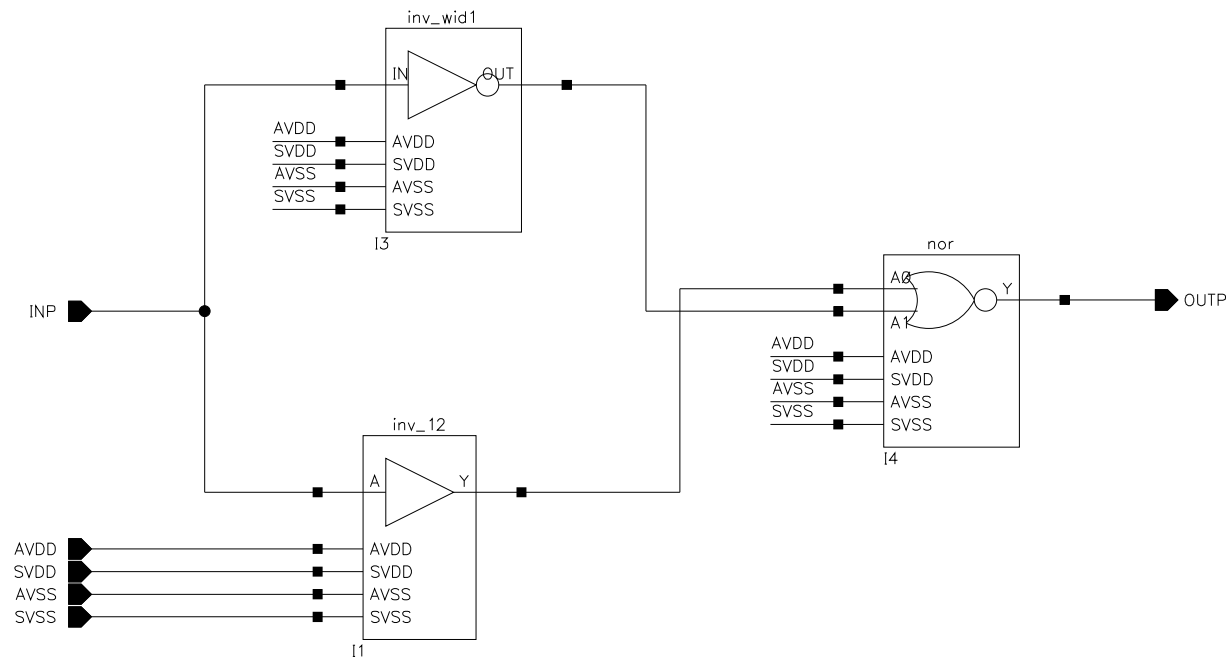 inv_wid1
IN OUT
AVDD AVDD
SVDD SVDD
AVSS AVSS
SVSS SVSS
I3
nor
A0 Y
INP OUTP
A1
AVDD AVDD
SVDD SVDD
AVSS AVSS
SVSS SVSS
I4
inv_12
A Y
AVDD AVDD
SVDD SVDD
AVSS AVSS
SVSS SVSS
I1